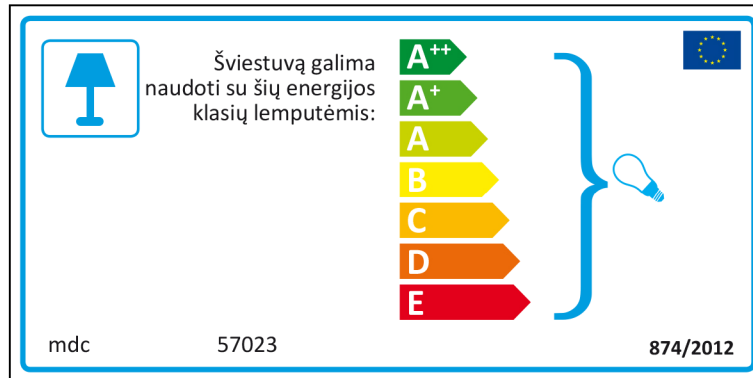 Šviestuvą galima
naudoti su šių energijos
klasių lemputėmis:
A++
A+
A
B
C
D
E
mdc 57023 874/2012